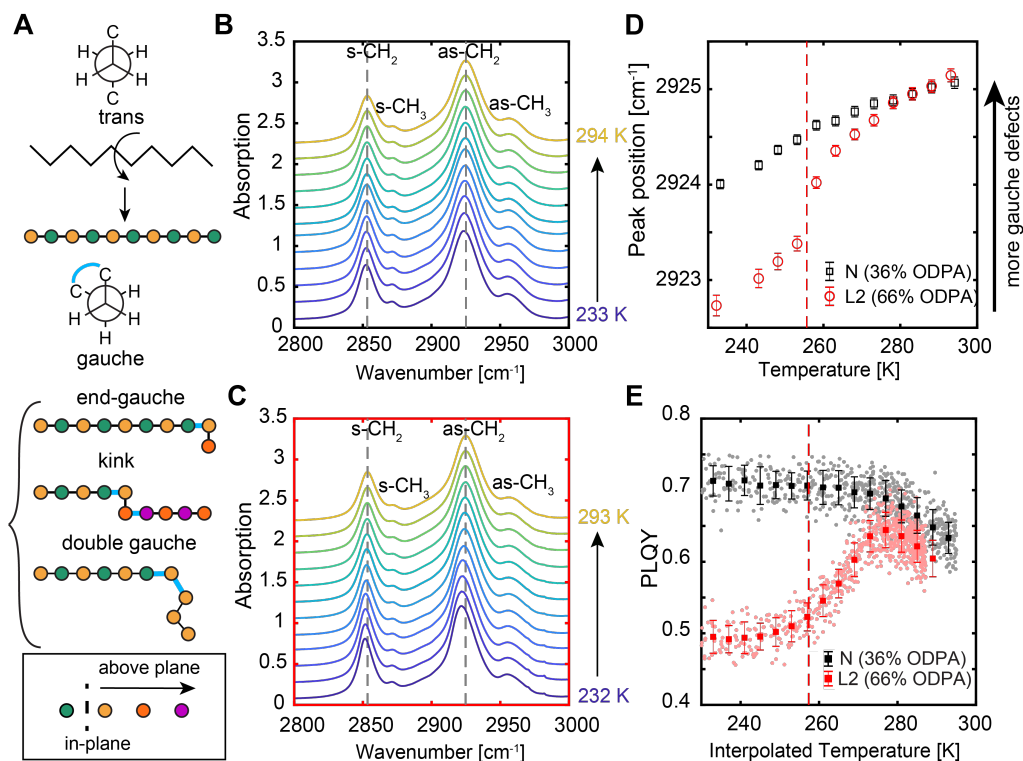 A
C
H
H
H
H
C
trans
C
C
H
H
H
H
gauche
end-gauche
kink
double gauche
above plane
in-plane
B
3.5
3
2.5
2
1.5
1
0.5
0
Absorption
s-CH2
as-CH2
s-CH3
as-CH3
294 K
233 K
2800
2850
2900
2950
3000
Wavenumber [cm-1]
C
3.5
3
2.5
2
1.5
1
0.5
0
Absorption
s-CH2
as-CH2
s-CH3
as-CH3
293 K
232 K
2800
2850
2900
2950
3000
Wavenumber [cm-1]
D
2925
2924
2923
Peak position [cm-1]
N (36% ODPA)
L2 (66% ODPA)
240
260
280
300
Temperature [K]
more gauche defects
E
0.8
0.7
0.6
0.5
0.4
PLQY
N (36% ODPA)
L2 (66% ODPA)
240
260
280
300
Interpolated Temperature [K]